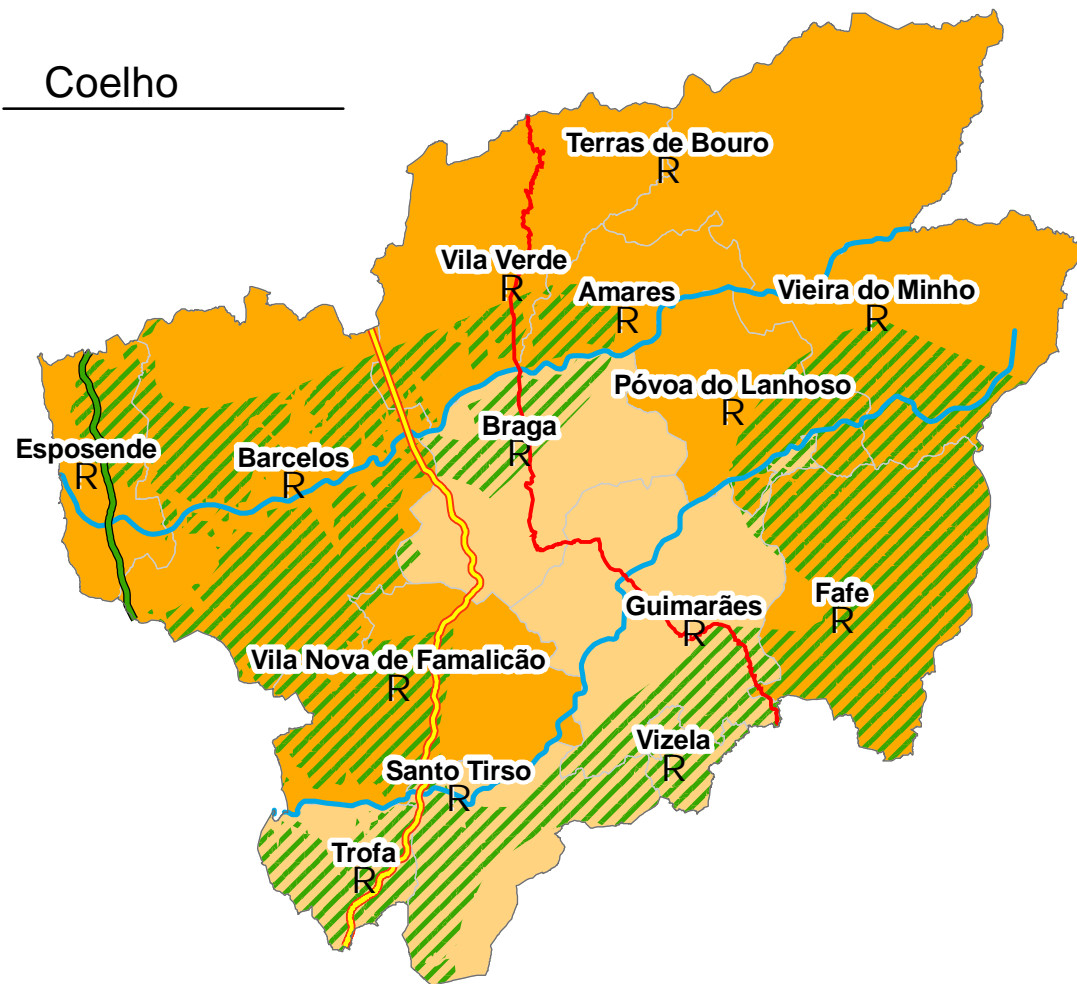 Coelho
Terras de Bouro
R
Vila Verde
R
Amares
R
Vieira do Minho
R
Póvoa do Lanhoso
R
Braga
R
Esposende
R
Barcelos
R
Guimarães
R
Fafe
R
Vila Nova de Famalicão
R
Vizela
R
Santo Tirso
R
Trofa
R